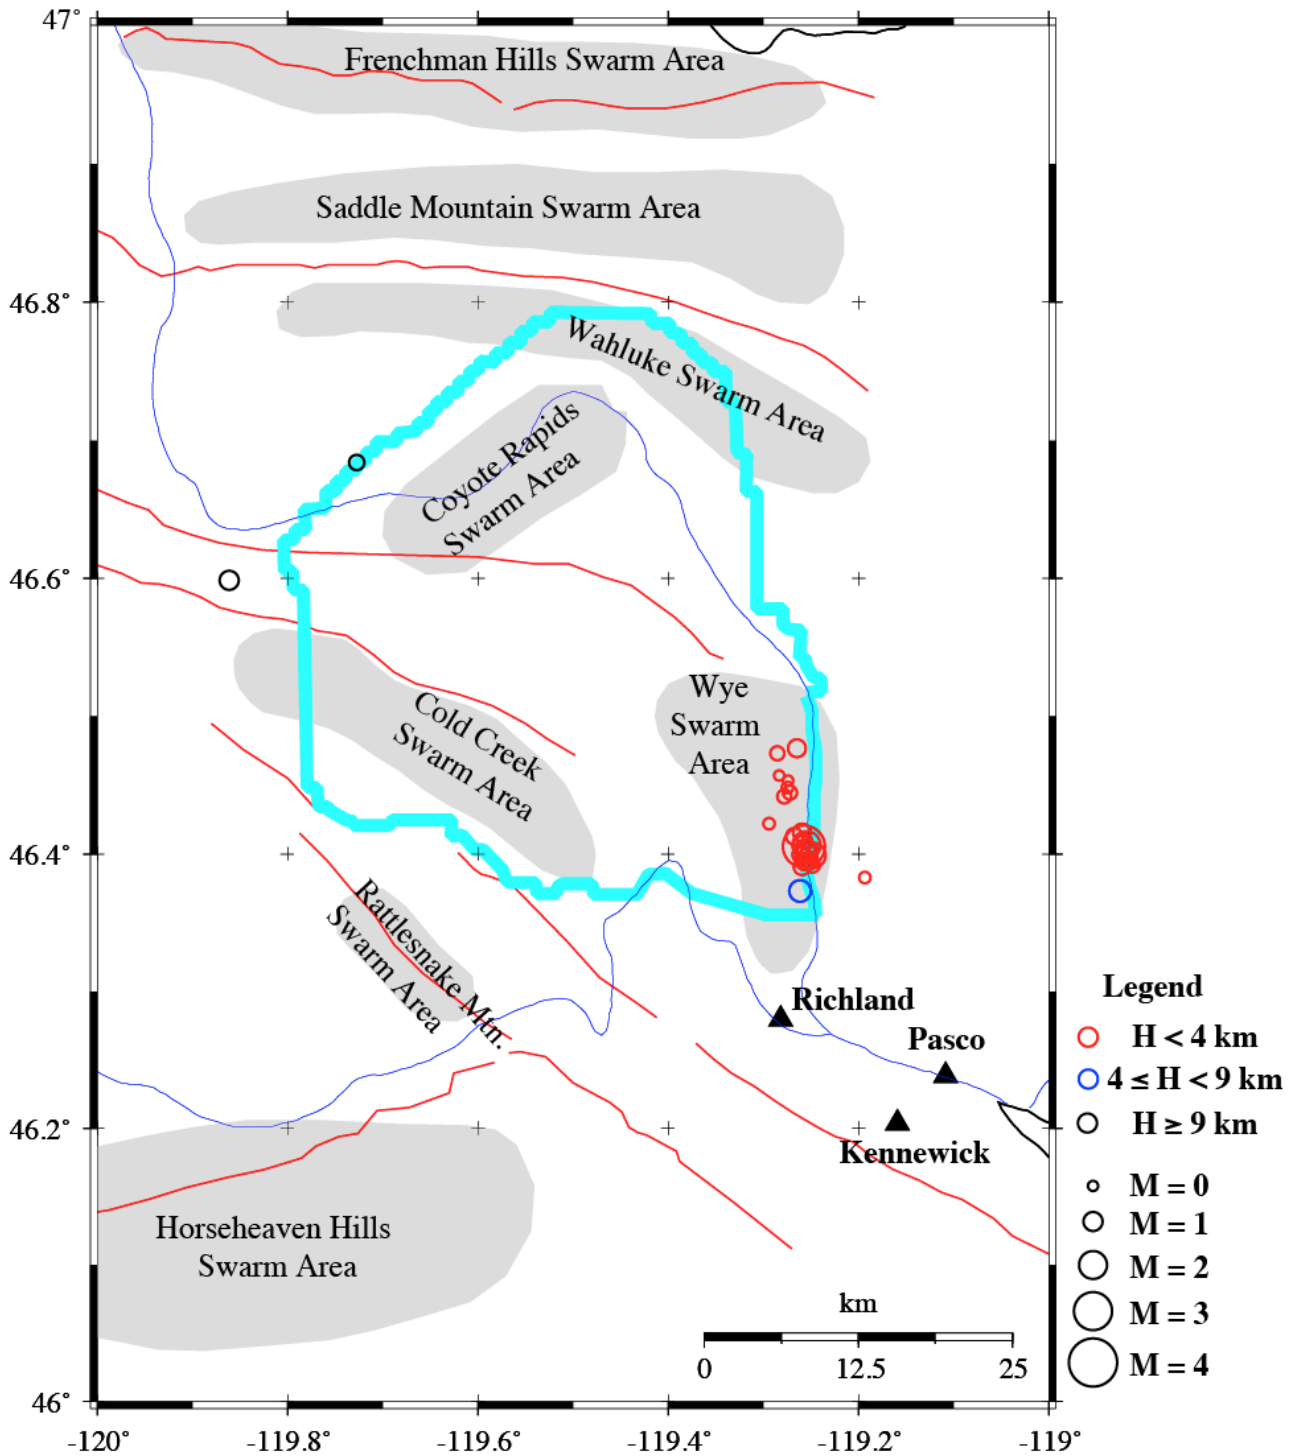 47°
Frenchman Hills Swarm Area
Saddle Mountain Swarm Area
46.8°
Wahluke Swarm Area
Coyote Rapids
Swarm Area
46.6°
Wye
Swarm
Area
Cold Creek
Swarm Area
46.4°
Rattlesnake Mtn.
Swarm Area
Richland
Pasco
Kennewick
46.2°
Horseheaven Hills
Swarm Area
Legend
H < 4 km
4 ≤ H < 9 km
H ≥ 9 km
M = 0
M = 1
M = 2
M = 3
M = 4
km
0 12.5 25
46°
-120° -119.8° -119.6° -119.4° -119.2° -119°